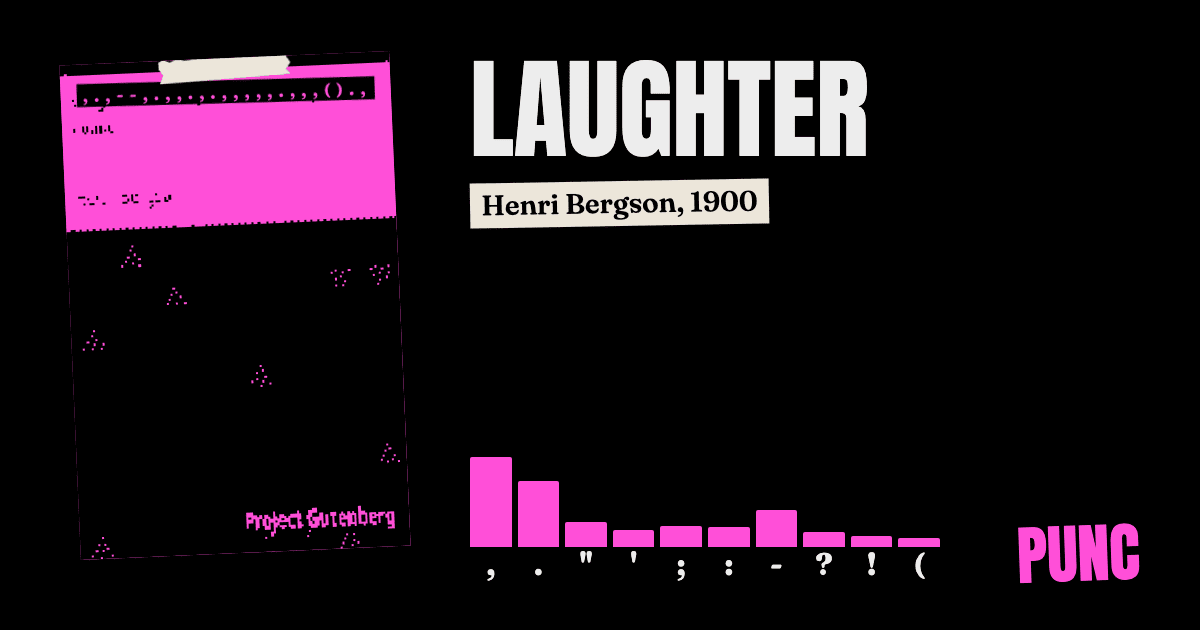 LAUGHTER
Henri Bergson, 1900
,.,--,.,,.,.,,,,,.,,,().,
Project Gutenberg
, . " ' ; : - ? ! (
PUNC